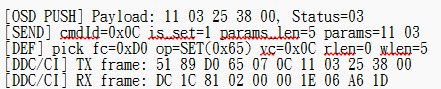 [OSD PUSH] Payload: 11 03 25 38 00, Status=03
[SEND] cmdId=0x0C is_set=1 params_len=5 params=11 03
[DEF] pick fc=0xD0 op=SET(0x65) vc=0x0C rlen=0 wlen=5
[DDC/CI] TX frame: 51 89 D0 65 07 0C 11 03 25 38 00
[DDC/CI] RX frame: DC 1C 81 02 00 00 1E 06 A6 1D